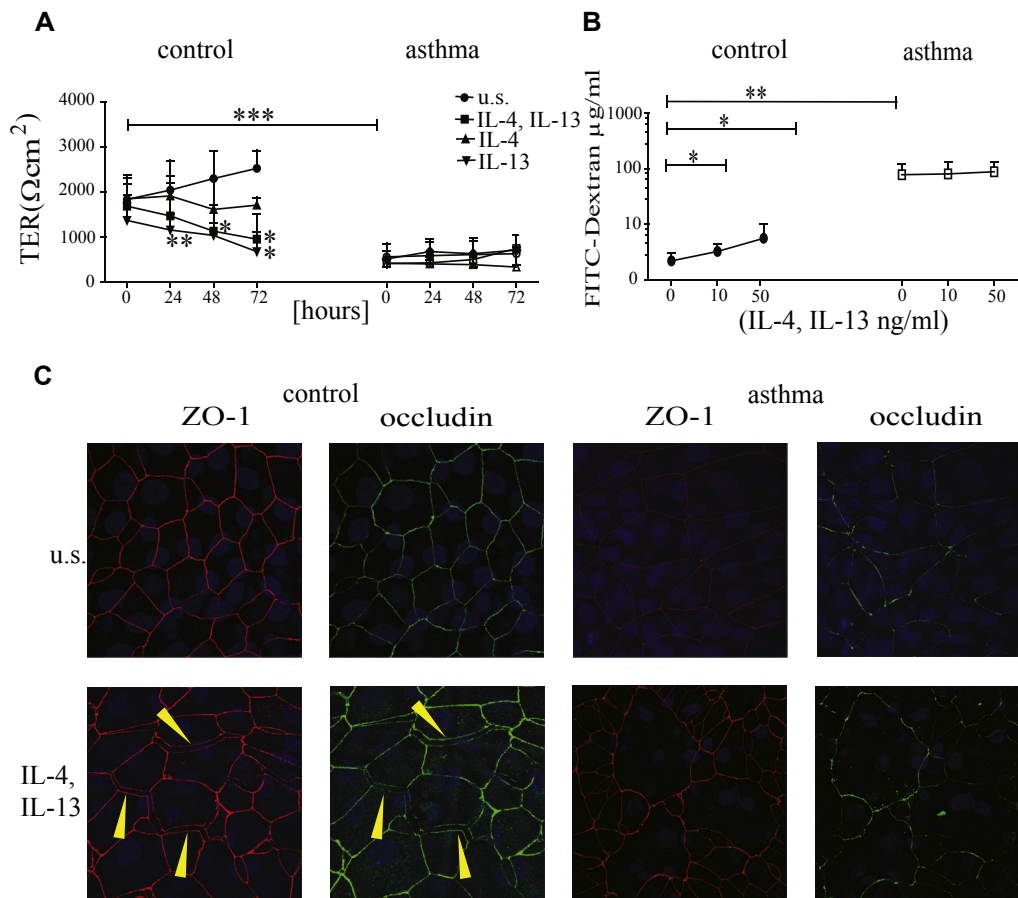 A
control
asthma
TER(Ωcm²)
4000
3000
2000
1000
0
***
**
*
*
*
0 24 48 72
0 24 48 72
[hours]
u.s.
IL-4, IL-13
IL-4
IL-13
B
control
asthma
FITC-Dextran µg/ml
1000
100
10
0
**
*
*
0 10 50
0 10 50
(IL-4, IL-13 ng/ml)
C
control
asthma
ZO-1 occludin ZO-1 occludin
u.s.
IL-4,
IL-13